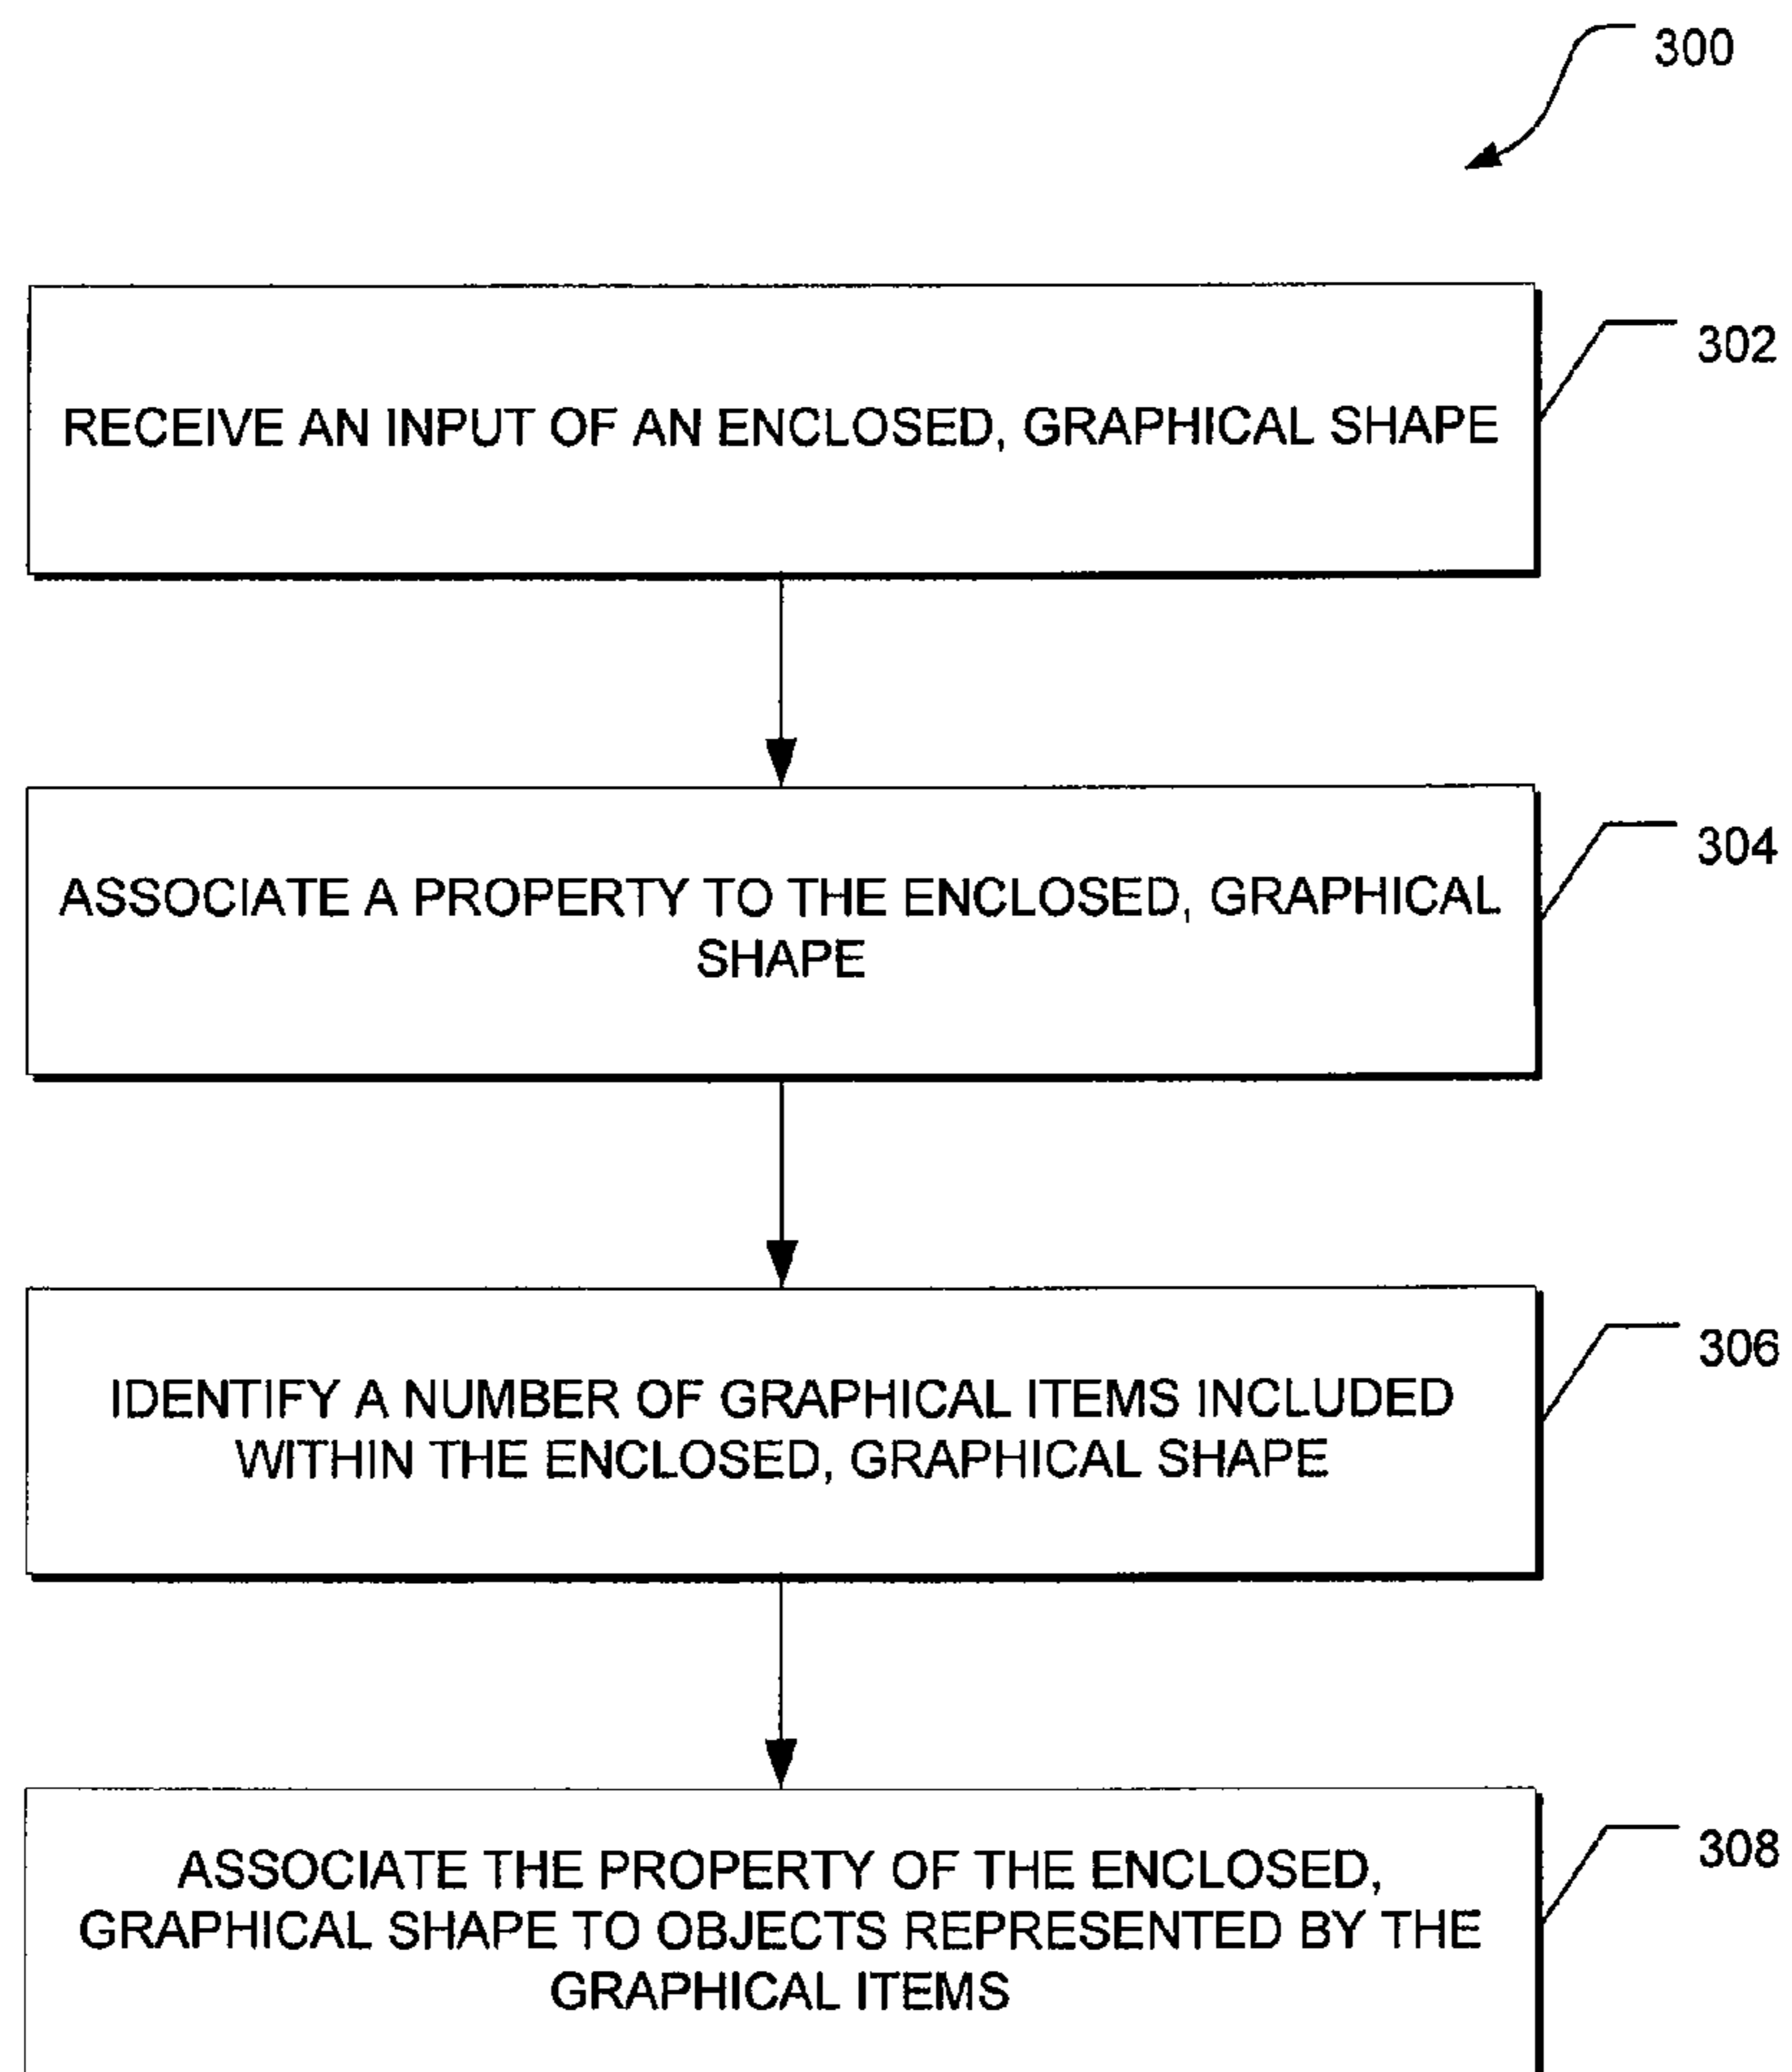 300
302
RECEIVE AN INPUT OF AN ENCLOSED, GRAPHICAL SHAPE
304
ASSOCIATE A PROPERTY TO THE ENCLOSED, GRAPHICAL
SHAPE
306
IDENTIFY A NUMBER OF GRAPHICAL ITEMS INCLUDED
WITHIN THE ENCLOSED, GRAPHICAL SHAPE
308
ASSOCIATE THE PROPERTY OF THE ENCLOSED,
GRAPHICAL SHAPE TO OBJECTS REPRESENTED BY THE
GRAPHICAL ITEMS